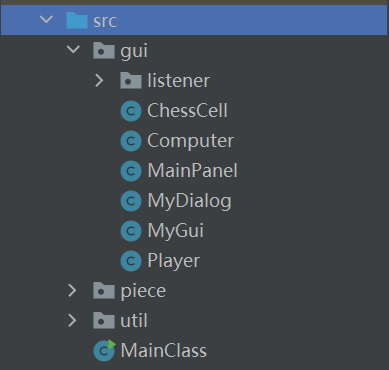 src
gui
listener
ChessCell
Computer
MainPanel
MyDialog
MyGui
Player
piece
util
MainClass